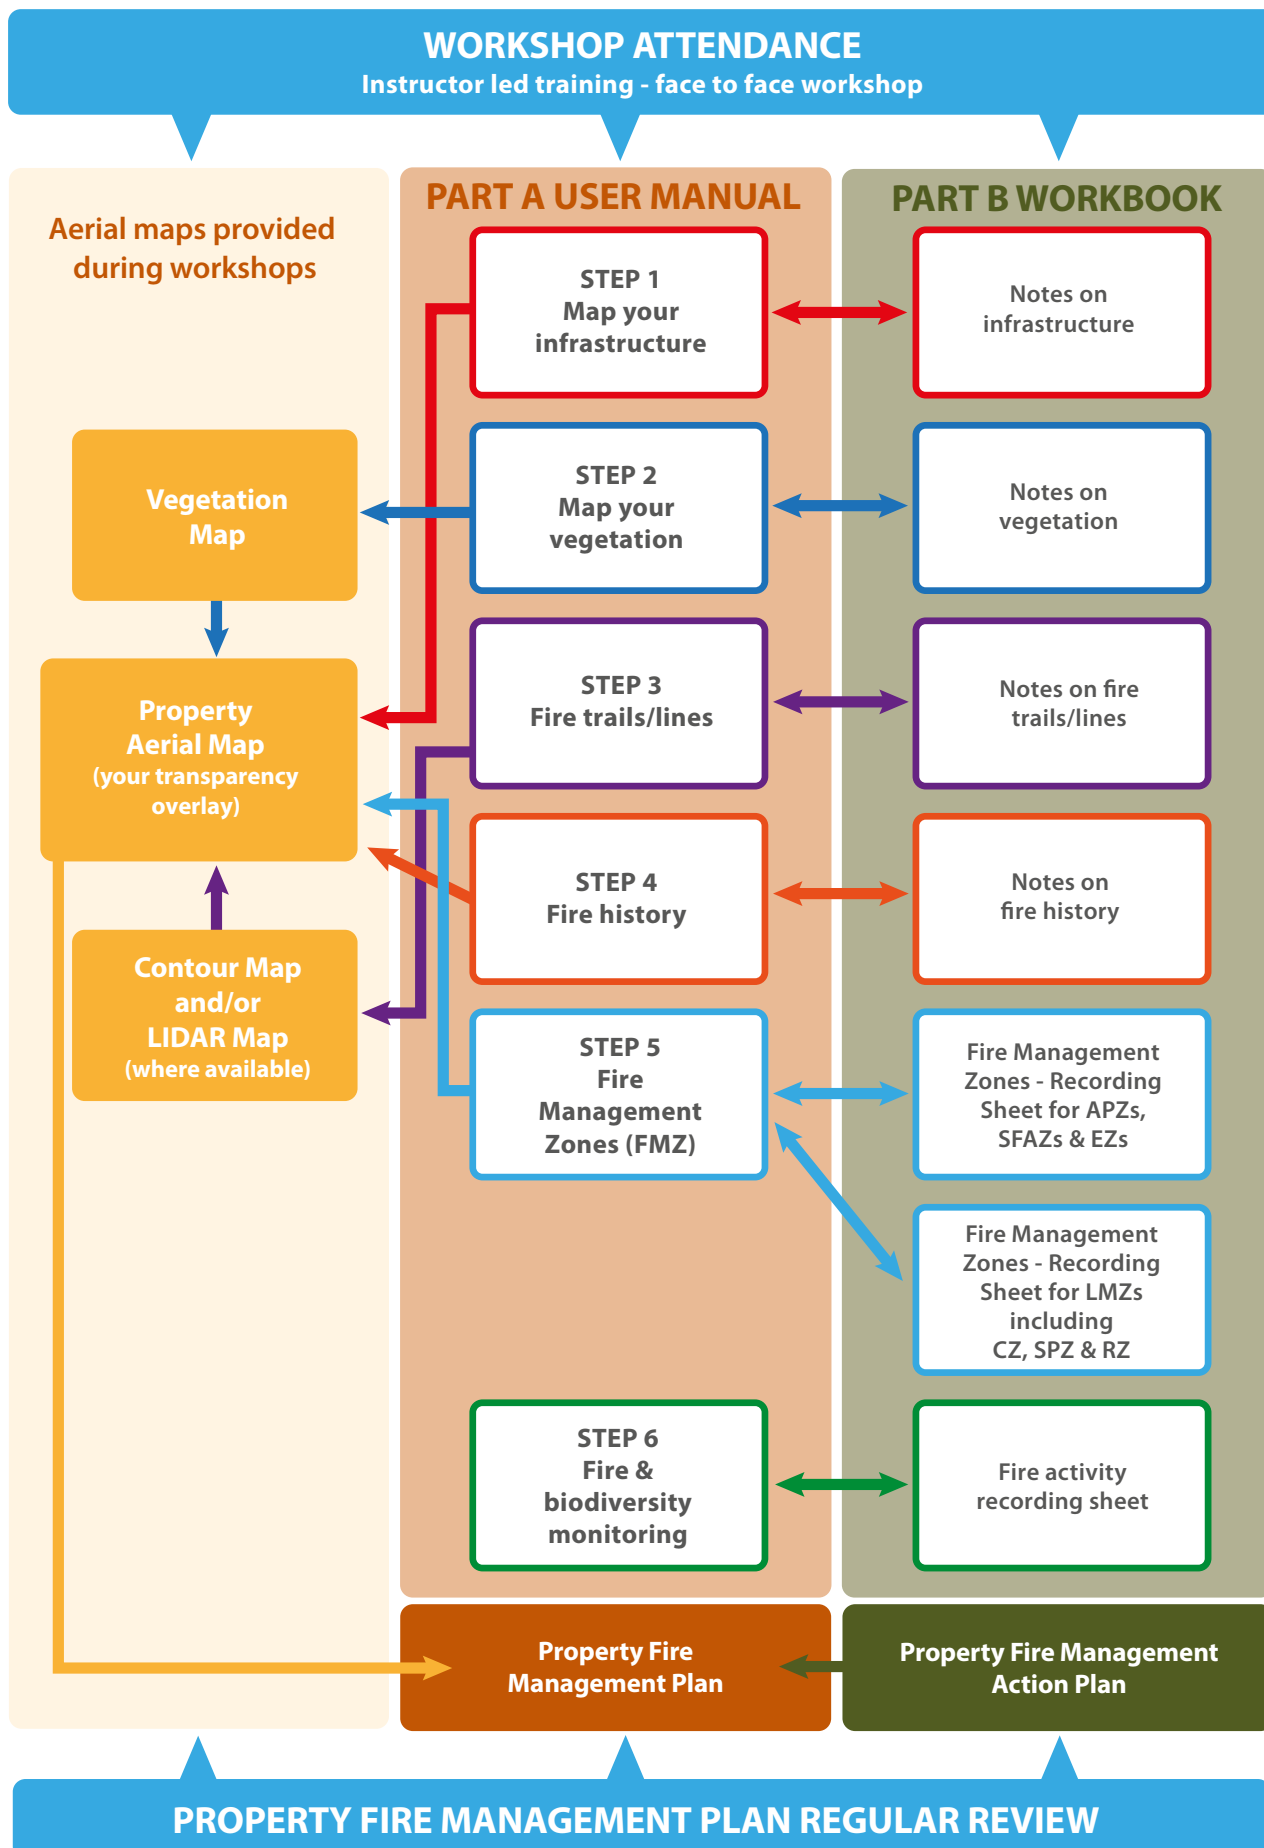 WORKSHOP ATTENDANCE
Instructor led training - face to face workshop
Aerial maps provided
during workshops
Vegetation
Map
Property
Aerial Map
(your transparency
overlay)
Contour Map
and/or
LIDAR Map
(where available)
PART A USER MANUAL
STEP 1
Map your
infrastructure
STEP 2
Map your
vegetation
STEP 3
Fire trails/lines
STEP 4
Fire history
STEP 5
Fire
Management
Zones (FMZ)
STEP 6
Fire &
biodiversity
monitoring
Property Fire
Management Plan
PART B WORKBOOK
Notes on
infrastructure
Notes on
vegetation
Notes on fire
trails/lines
Notes on
fire history
Fire Management
Zones - Recording
Sheet for APZs,
SFAZs & EZs
Fire Management
Zones - Recording
Sheet for LMZs
including
CZ, SPZ & RZ
Fire activity
recording sheet
Property Fire Management
Action Plan
PROPERTY FIRE MANAGEMENT PLAN REGULAR REVIEW